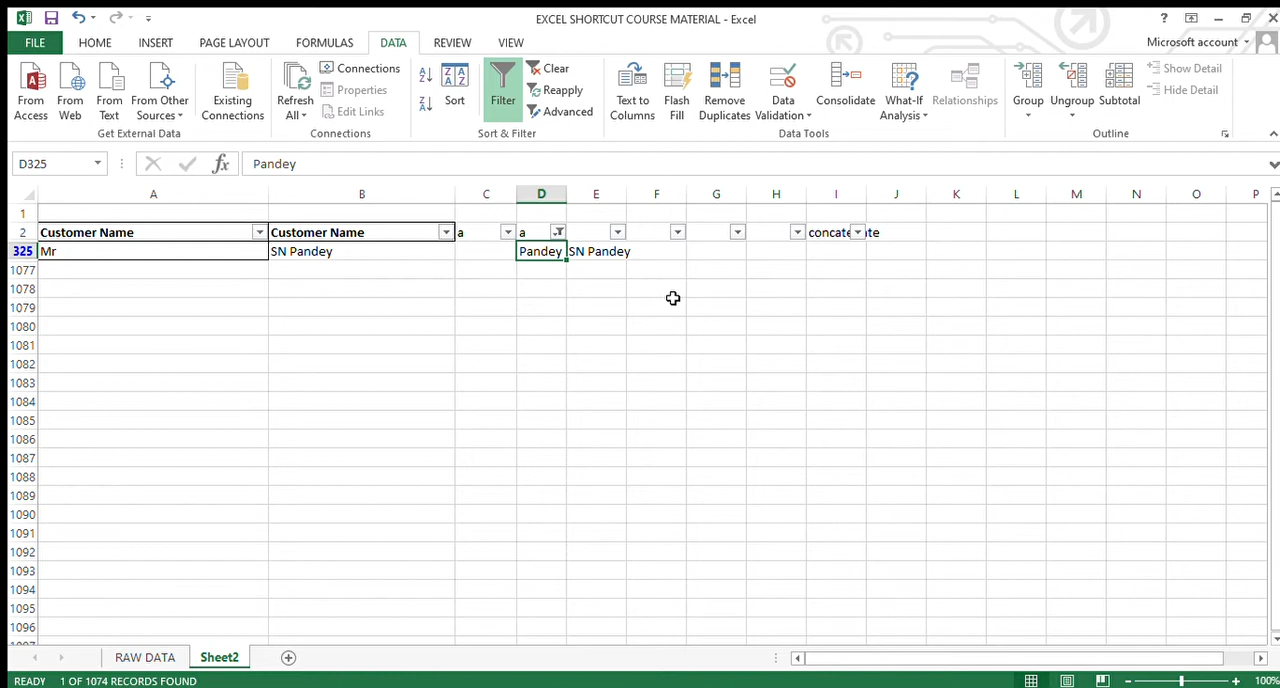 EXCEL SHORTCUT COURSE MATERIAL - Excel
?
FILE HOME INSERT PAGE LAYOUT FORMULAS DATA REVIEW VIEW Microsoft account
From Access
From Web
From Text
From Other Sources
Existing Connections
Get External Data
Refresh All
Connections
Properties
Edit Links
Connections
Sort
Filter
Clear
Reapply
Advanced
Sort & Filter
Text to Columns
Flash Fill
Remove Duplicates
Data Validation
Consolidate
What-If Analysis
Relationships
Data Tools
Group
Ungroup
Subtotal
Show Detail
Hide Detail
Outline
D325 fx Pandey
A B C D E F G H I J K L M N O P
1
2 Customer Name Customer Name a a concate ate
325 Mr SN Pandey Pandey SN Pandey
1077
1078
1079
1080
1081
1082
1083
1084
1085
1086
1087
1088
1089
1090
1091
1092
1093
1094
1095
1096
RAW DATA Sheet2
READY 1 OF 1074 RECORDS FOUND 100%